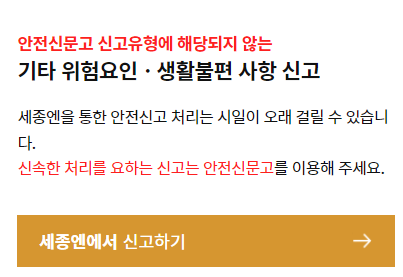 안전신문고 신고유형에 해당되지 않는
기타 위험요인 · 생활불편 사항 신고
세종엔을 통한 안전신고 처리는 시일이 오래 걸릴 수 있습니
다.
신속한 처리를 요하는 신고는 안전신문고를 이용해 주세요.
세종엔에서 신고하기